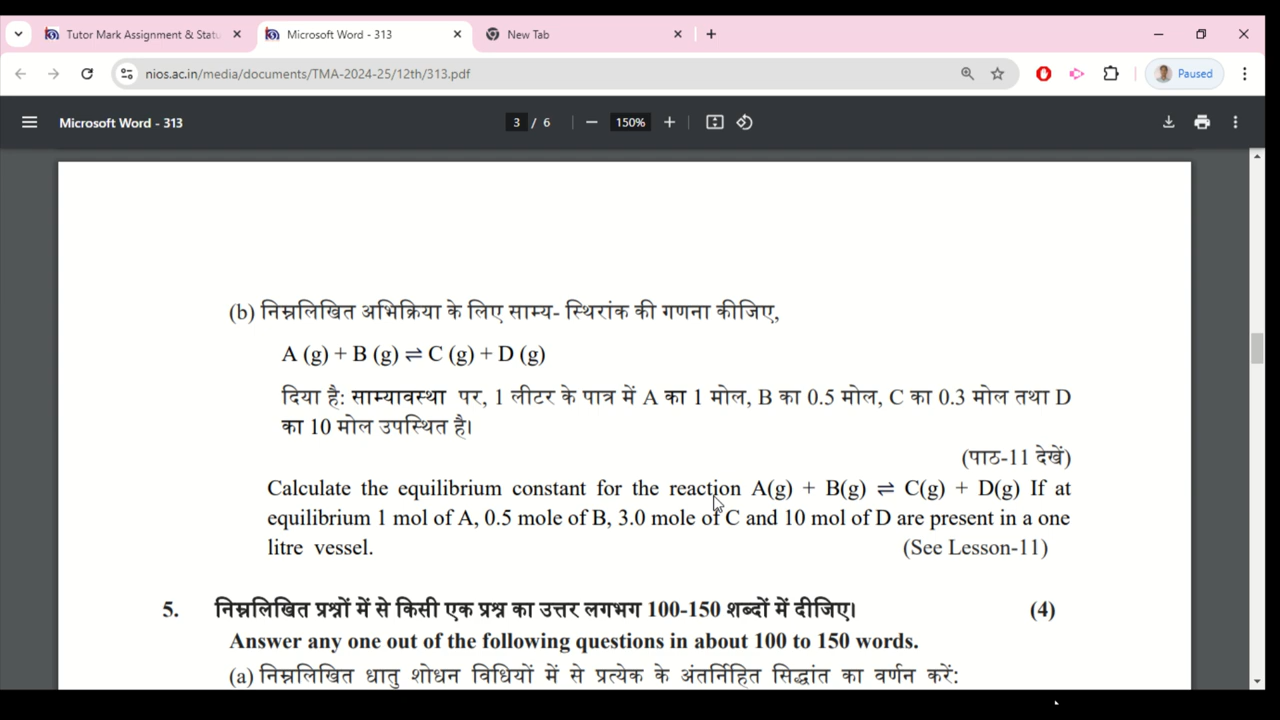 Tutor Mark Assignment & Statu
Microsoft Word - 313
New Tab
nios.ac.in/media/documents/TMA-2024-25/12th/313.pdf
Paused
Microsoft Word - 313
3 / 6
150%
(b) निम्नलिखित अभिक्रिया के लिए साम्य- स्थिरांक की गणना कीजिए,
A (g) + B (g) ⇌ C (g) + D (g)
दिया है: साम्यावस्था पर, 1 लीटर के पात्र में A का 1 मोल, B का 0.5 मोल, C का 0.3 मोल तथा D
का 10 मोल उपस्थित है।
(पाठ-11 देखें)
Calculate the equilibrium constant for the reaction A(g) + B(g) ⇌ C(g) + D(g) If at
equilibrium 1 mol of A, 0.5 mole of B, 3.0 mole of C and 10 mol of D are present in a one
litre vessel. (See Lesson-11)
5. निम्नलिखित प्रश्नों में से किसी एक प्रश्न का उत्तर लगभग 100-150 शब्दों में दीजिए। (4)
Answer any one out of the following questions in about 100 to 150 words.
(a) निम्नलिखित धातु शोधन विधियों में से प्रत्येक के अंतर्निहित सिद्धांत का वर्णन करें: